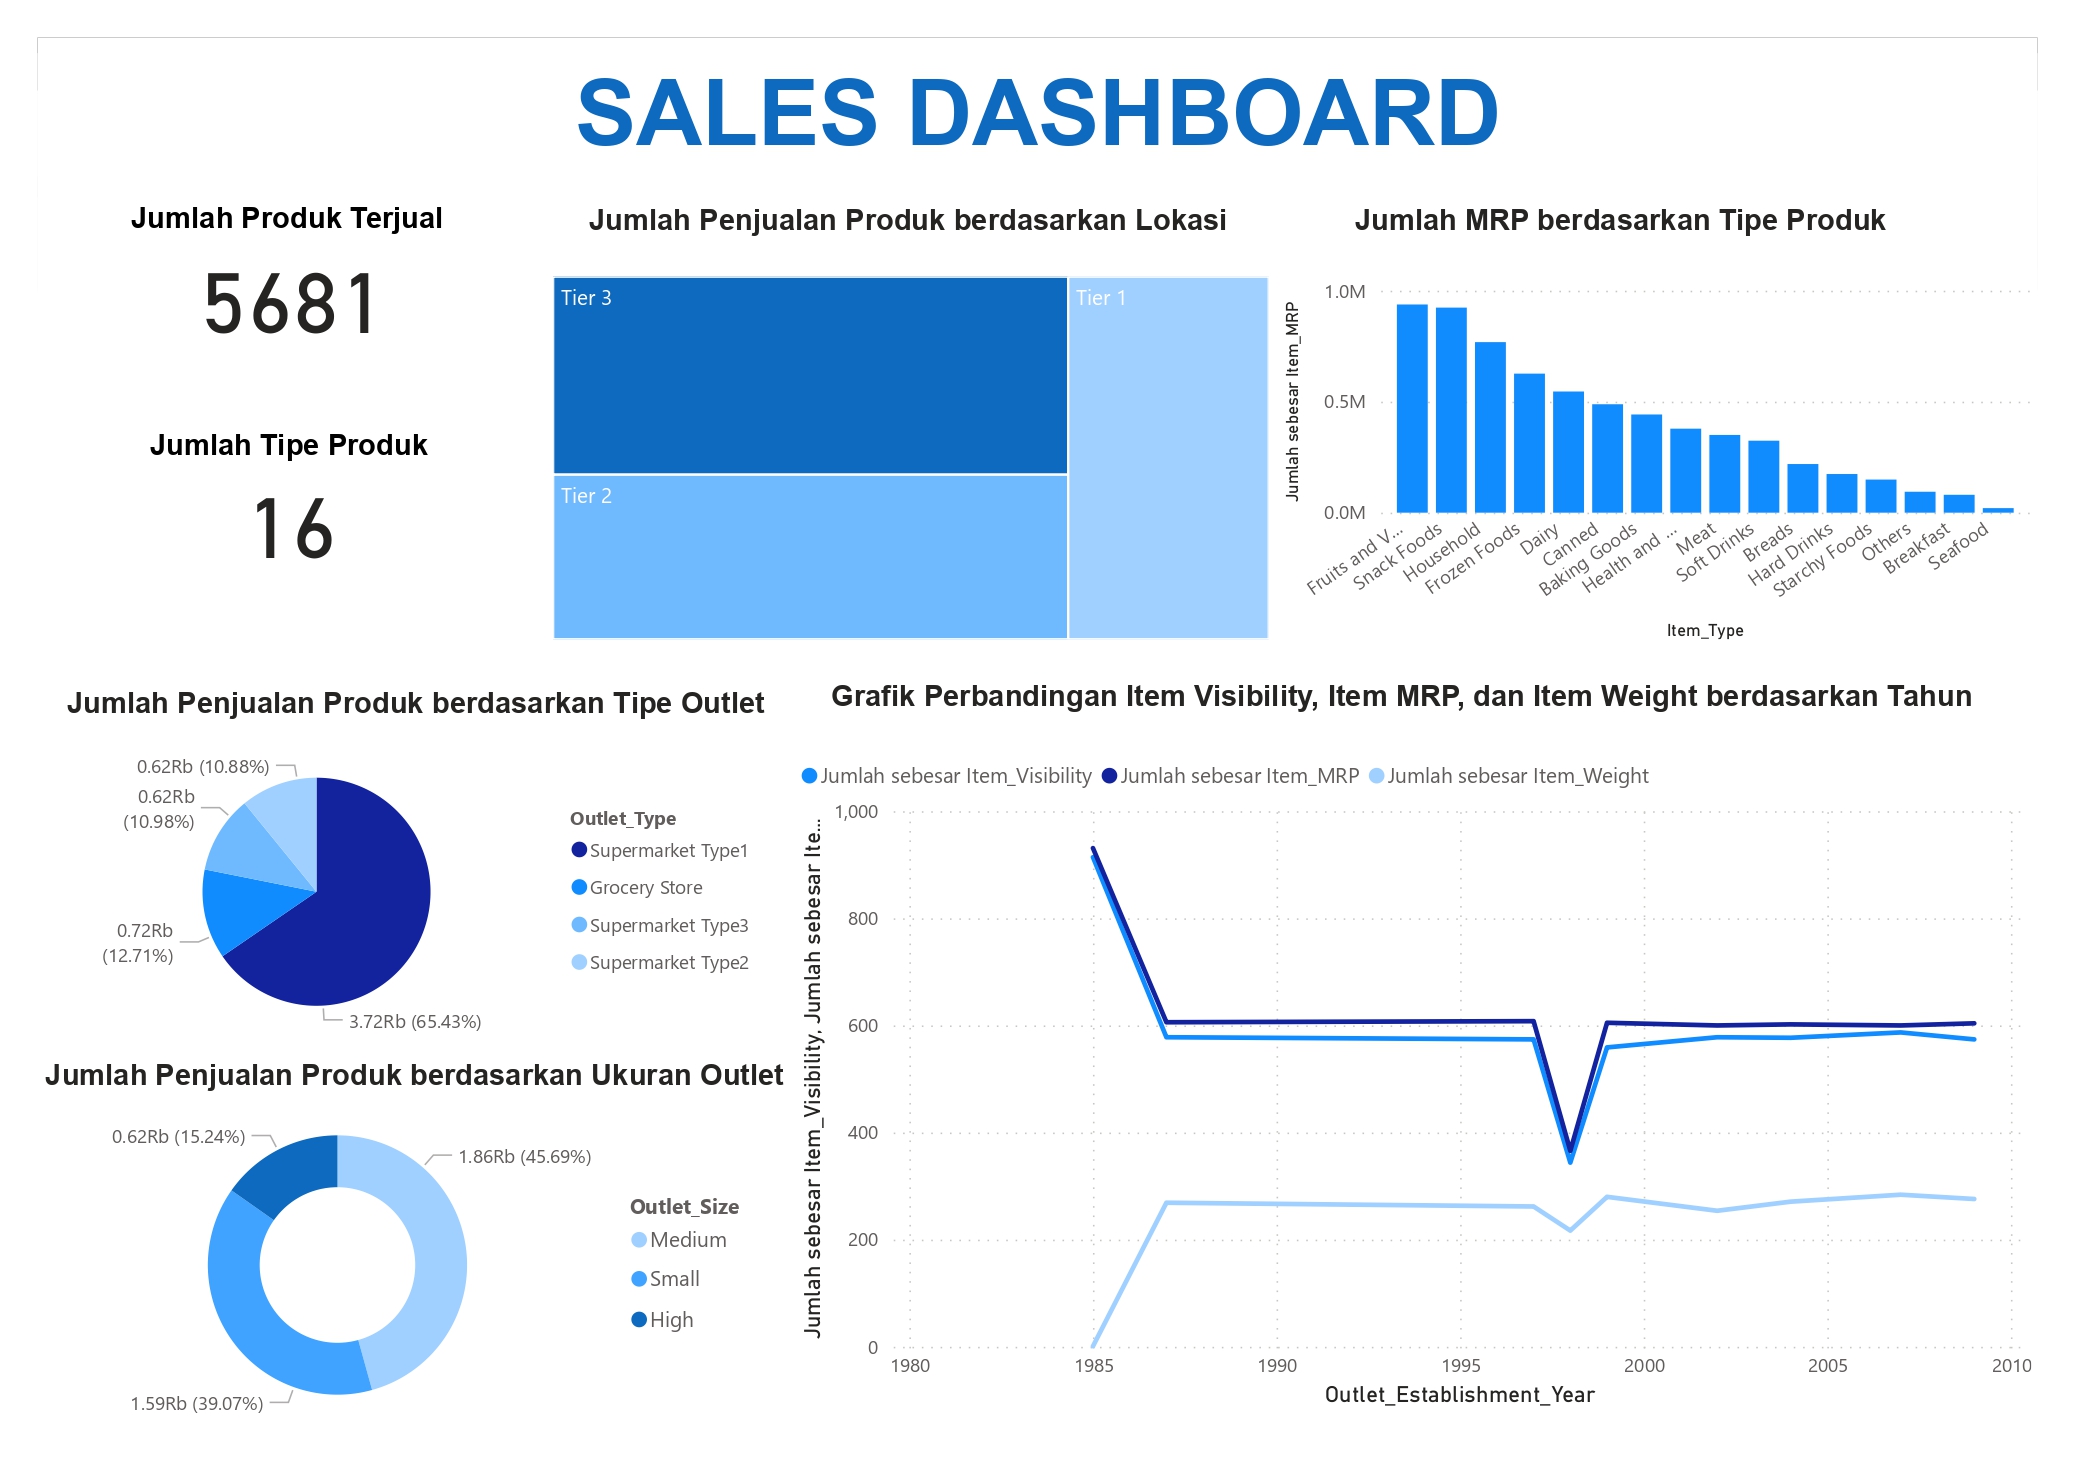 SALES DASHBOARD
Jumlah Produk Terjual
5681
Jumlah Tipe Produk
16
Jumlah Penjualan Produk berdasarkan Lokasi
Tier 3
Tier 1
Tier 2
Jumlah MRP berdasarkan Tipe Produk
Jumlah sebesar Item_MRP
1.0M
0.5M
0.0M
Fruits and V...
Snack Foods
Household
Frozen Foods
Dairy
Canned
Baking Goods
Health and ...
Meat
Soft Drinks
Breads
Hard Drinks
Starchy Foods
Others
Breakfast
Seafood
Item_Type
Jumlah Penjualan Produk berdasarkan Tipe Outlet
0.62Rb (10.88%)
0.62Rb
(10.98%)
0.72Rb
(12.71%)
3.72Rb (65.43%)
Outlet_Type
Supermarket Type1
Grocery Store
Supermarket Type3
Supermarket Type2
Jumlah Penjualan Produk berdasarkan Ukuran Outlet
0.62Rb (15.24%)
1.86Rb (45.69%)
1.59Rb (39.07%)
Outlet_Size
Medium
Small
High
Grafik Perbandingan Item Visibility, Item MRP, dan Item Weight berdasarkan Tahun
Jumlah sebesar Item_Visibility Jumlah sebesar Item_MRP Jumlah sebesar Item_Weight
Jumlah sebesar Item_Visibility, Jumlah sebesar Ite...
1,000
800
600
400
200
0
1980 1985 1990 1995 2000 2005 2010
Outlet_Establishment_Year